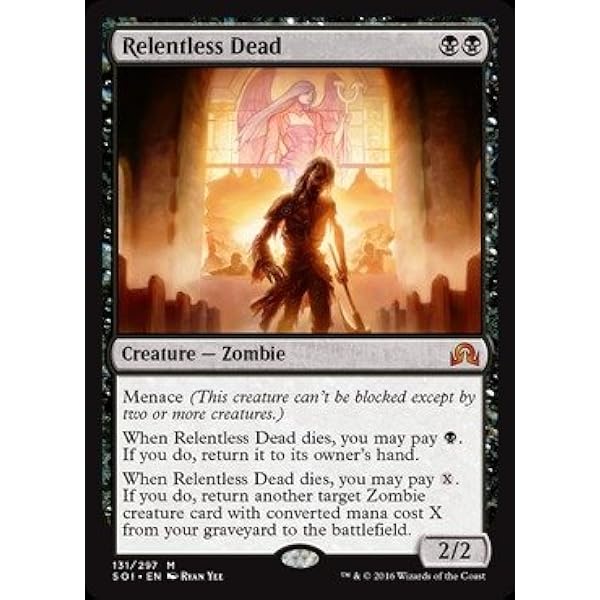 Relentless Dead
Creature — Zombie
Menace (This creature can't be blocked except by
two or more creatures.)
When Relentless Dead dies, you may pay .
If you do, return it to its owner's hand.
When Relentless Dead dies, you may pay X.
If you do, return another target Zombie
creature card with converted mana cost X
from your graveyard to the battlefield.
2/2
131/297 M
SOI • EN Ryan Yee
™ & © 2016 Wizards of the Coast